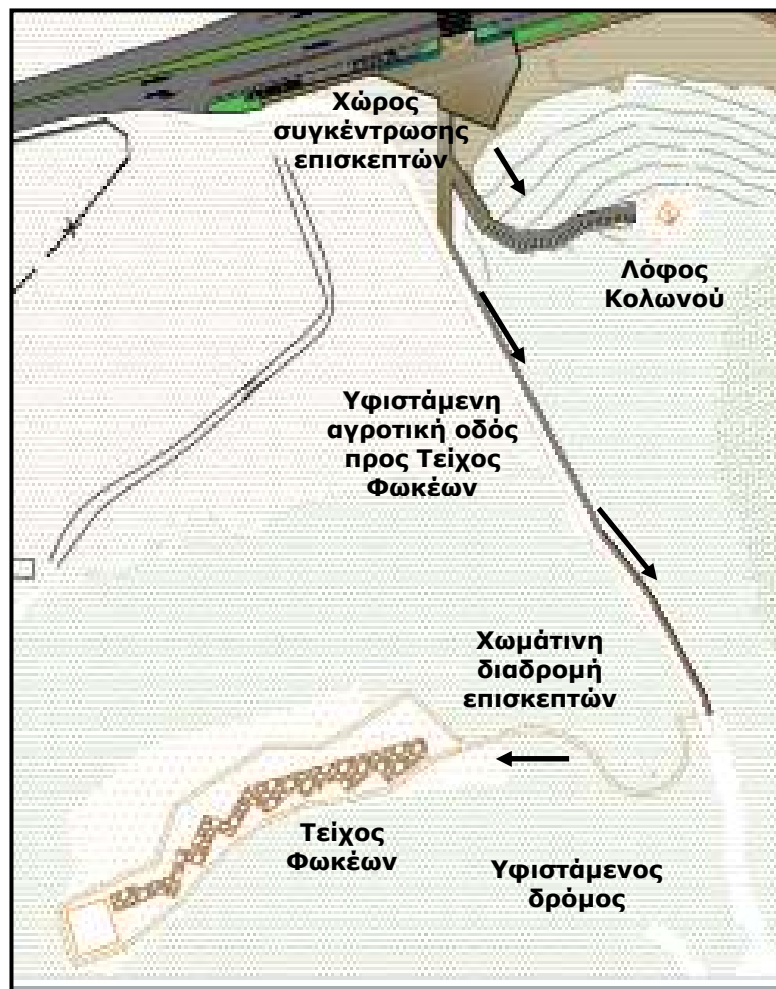 Χώρος
συγκέντρωσης
επισκεπτών
Λόφος
Κολωνού
Υφιστάμενη
αγροτική οδός
προς Τείχος
Φωκέων
Χωμάτινη
διαδρομή
επισκεπτών
Τείχος
Φωκέων
Υφιστάμενος
δρόμος